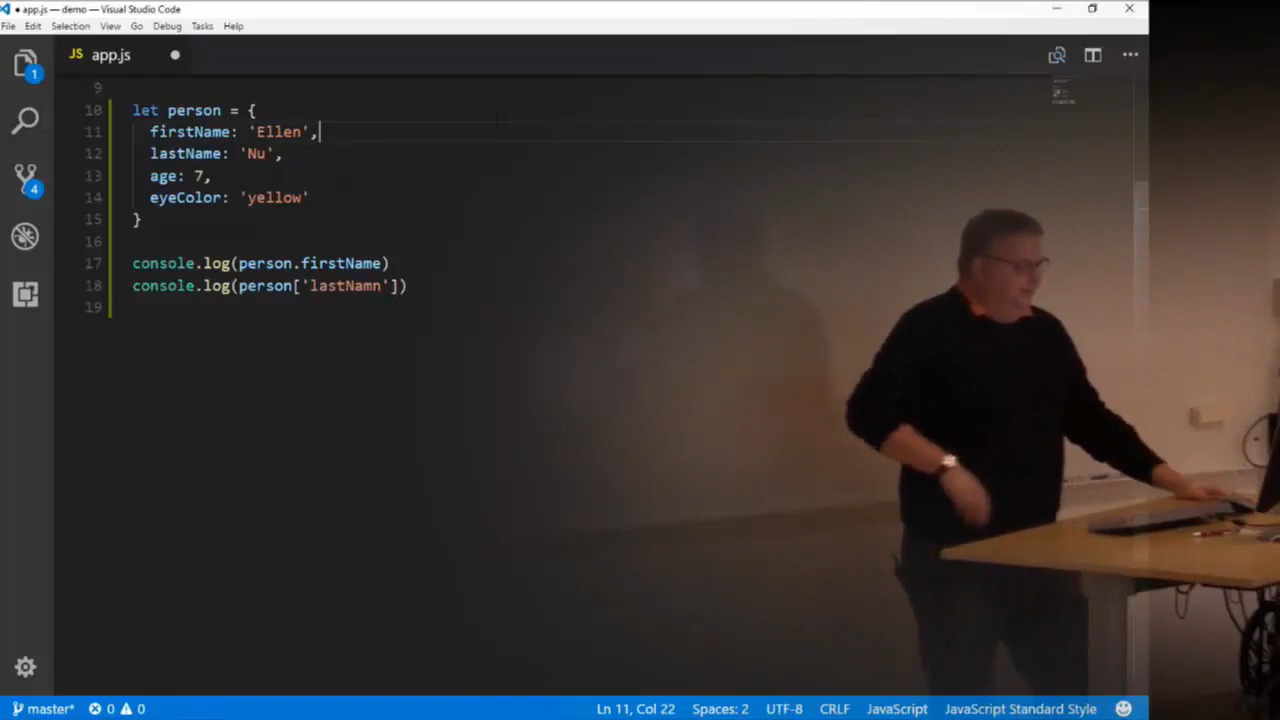 app.js — demo — Visual Studio Code
File Edit Selection View Go Debug Tasks Help
JS app.js
1
4
9
10 let person = {
11 firstName: 'Ellen',
12 lastName: 'Nu',
13 age: 7,
14 eyeColor: 'yellow'
15 }
16
17 console.log(person.firstName)
18 console.log(person['lastNamn'])
19
master* 0 0 Ln 11, Col 22 Spaces: 2 UTF-8 CRLF JavaScript JavaScript Standard Style